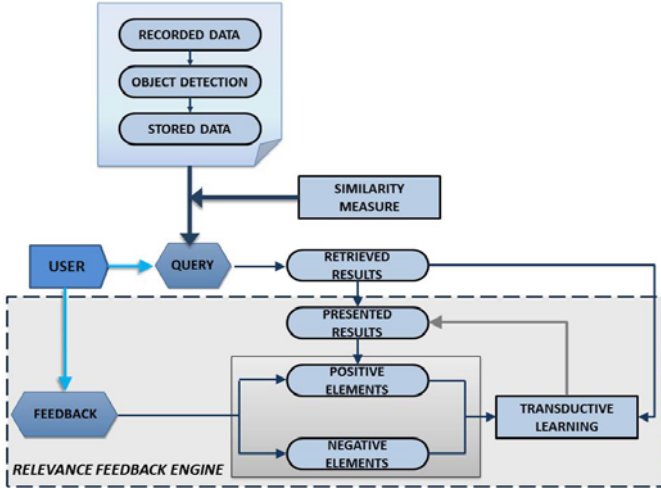 RECORDED DATA
OBJECT DETECTION
STORED DATA
SIMILARITY
MEASURE
USER
QUERY
RETRIEVED
RESULTS
PRESENTED
RESULTS
POSITIVE
ELEMENTS
FEEDBACK
TRANSDUCTIVE
LEARNING
NEGATIVE
ELEMENTS
RELEVANCE FEEDBACK ENGINE